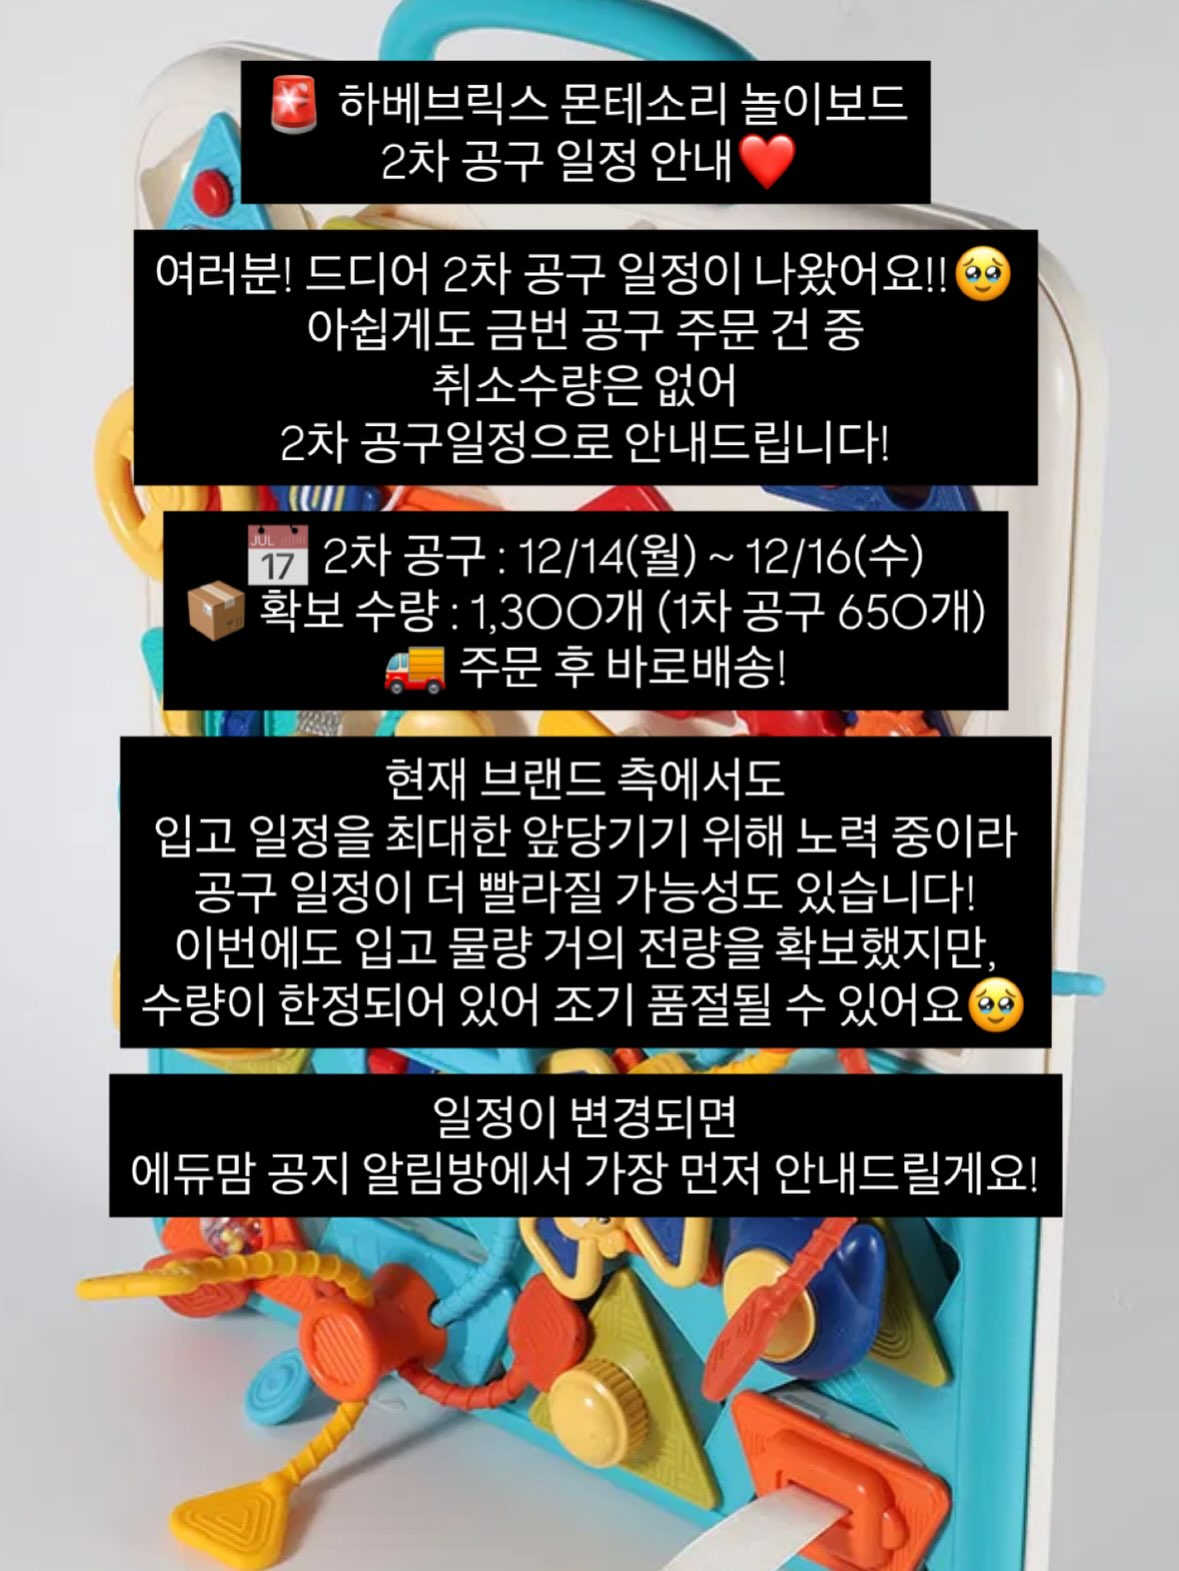 🚨 하베브릭스 몬테소리 놀이보드
2차 공구 일정 안내❤️
여러분! 드디어 2차 공구 일정이 나왔어요!!🥹
아쉽게도 금번 공구 주문 건 중
취소수량은 없어
2차 공구일정으로 안내드립니다!
📅 2차 공구 : 12/14(월) ~ 12/16(수)
📦 확보 수량 : 1,300개 (1차 공구 650개)
🚚 주문 후 바로배송!
현재 브랜드 측에서도
입고 일정을 최대한 앞당기기 위해 노력 중이라
공구 일정이 더 빨라질 가능성도 있습니다!
이번에도 입고 물량 거의 전량을 확보했지만,
수량이 한정되어 있어 조기 품절될 수 있어요🥹
일정이 변경되면
에듀맘 공지 알림방에서 가장 먼저 안내드릴게요!